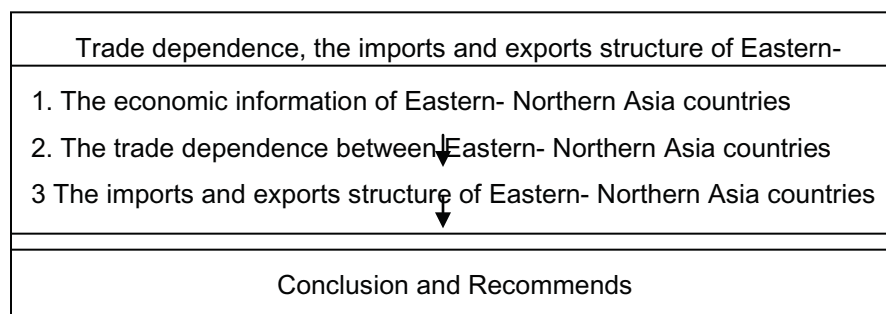 Trade dependence, the imports and exports structure of Eastern-
1. The economic information of Eastern- Northern Asia countries
2. The trade dependence between Eastern- Northern Asia countries
3 The imports and exports structure of Eastern- Northern Asia countries
Conclusion and Recommends